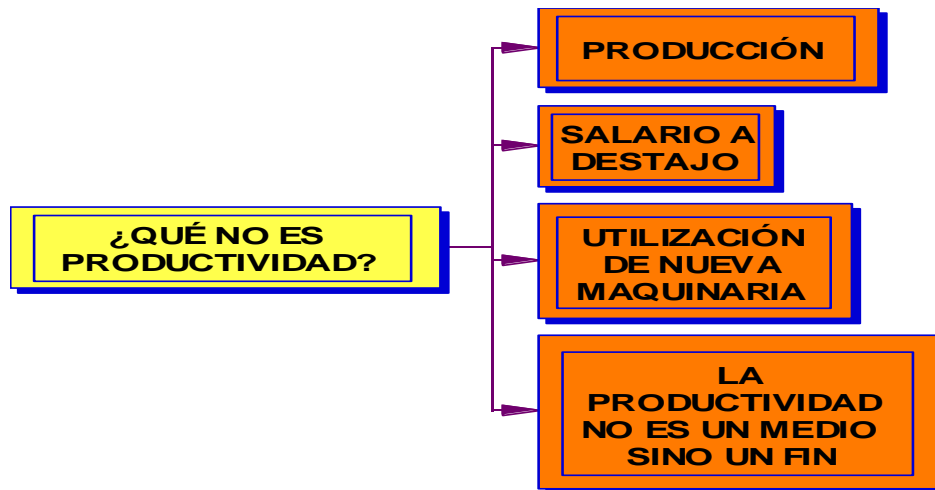 ¿QUÉ NO ES
PRODUCTIVIDAD?
PRODUCCIÓN
SALARIO A
DESTAJO
UTILIZACIÓN
DE NUEVA
MAQUINARIA
LA
PRODUCTIVIDAD
NO ES UN MEDIO
SINO UN FIN